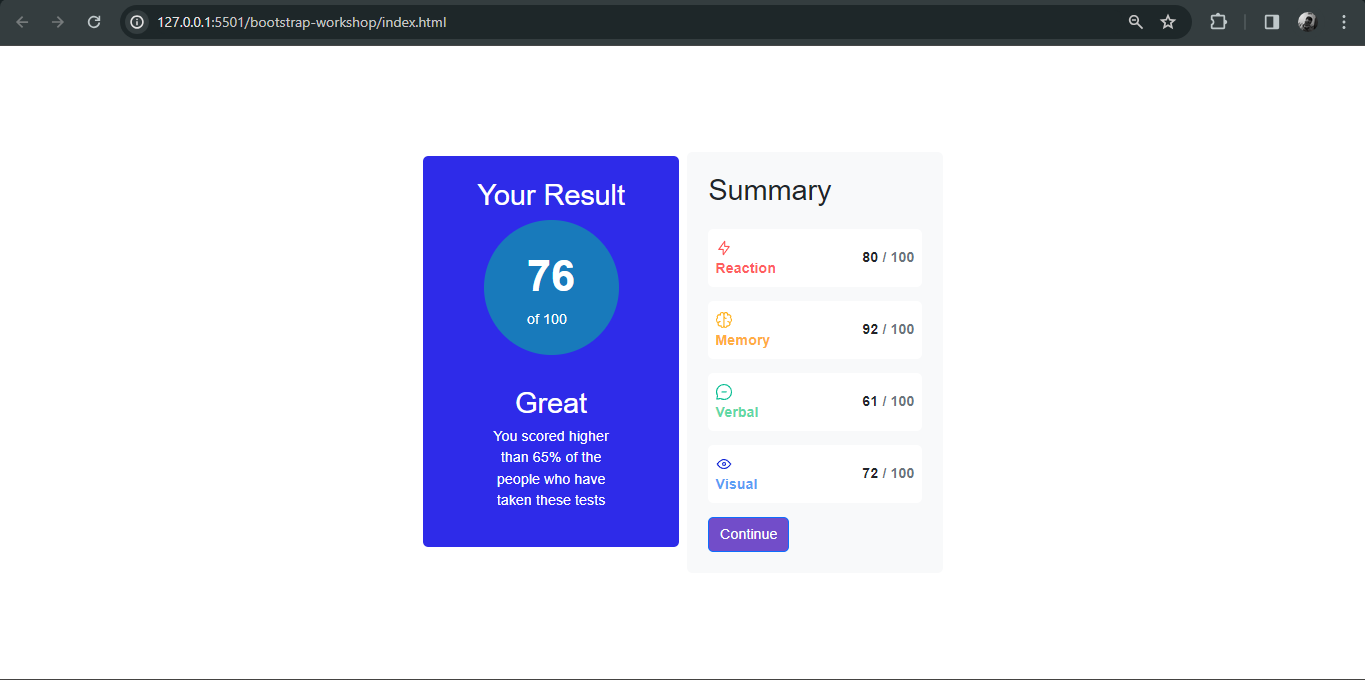 127.0.0.1:5501/bootstrap-workshop/index.html
Your Result
76
of 100
Great
You scored higher
than 65% of the
people who have
taken these tests
Summary
Reaction
80 / 100
Memory
92 / 100
Verbal
61 / 100
Visual
72 / 100
Continue